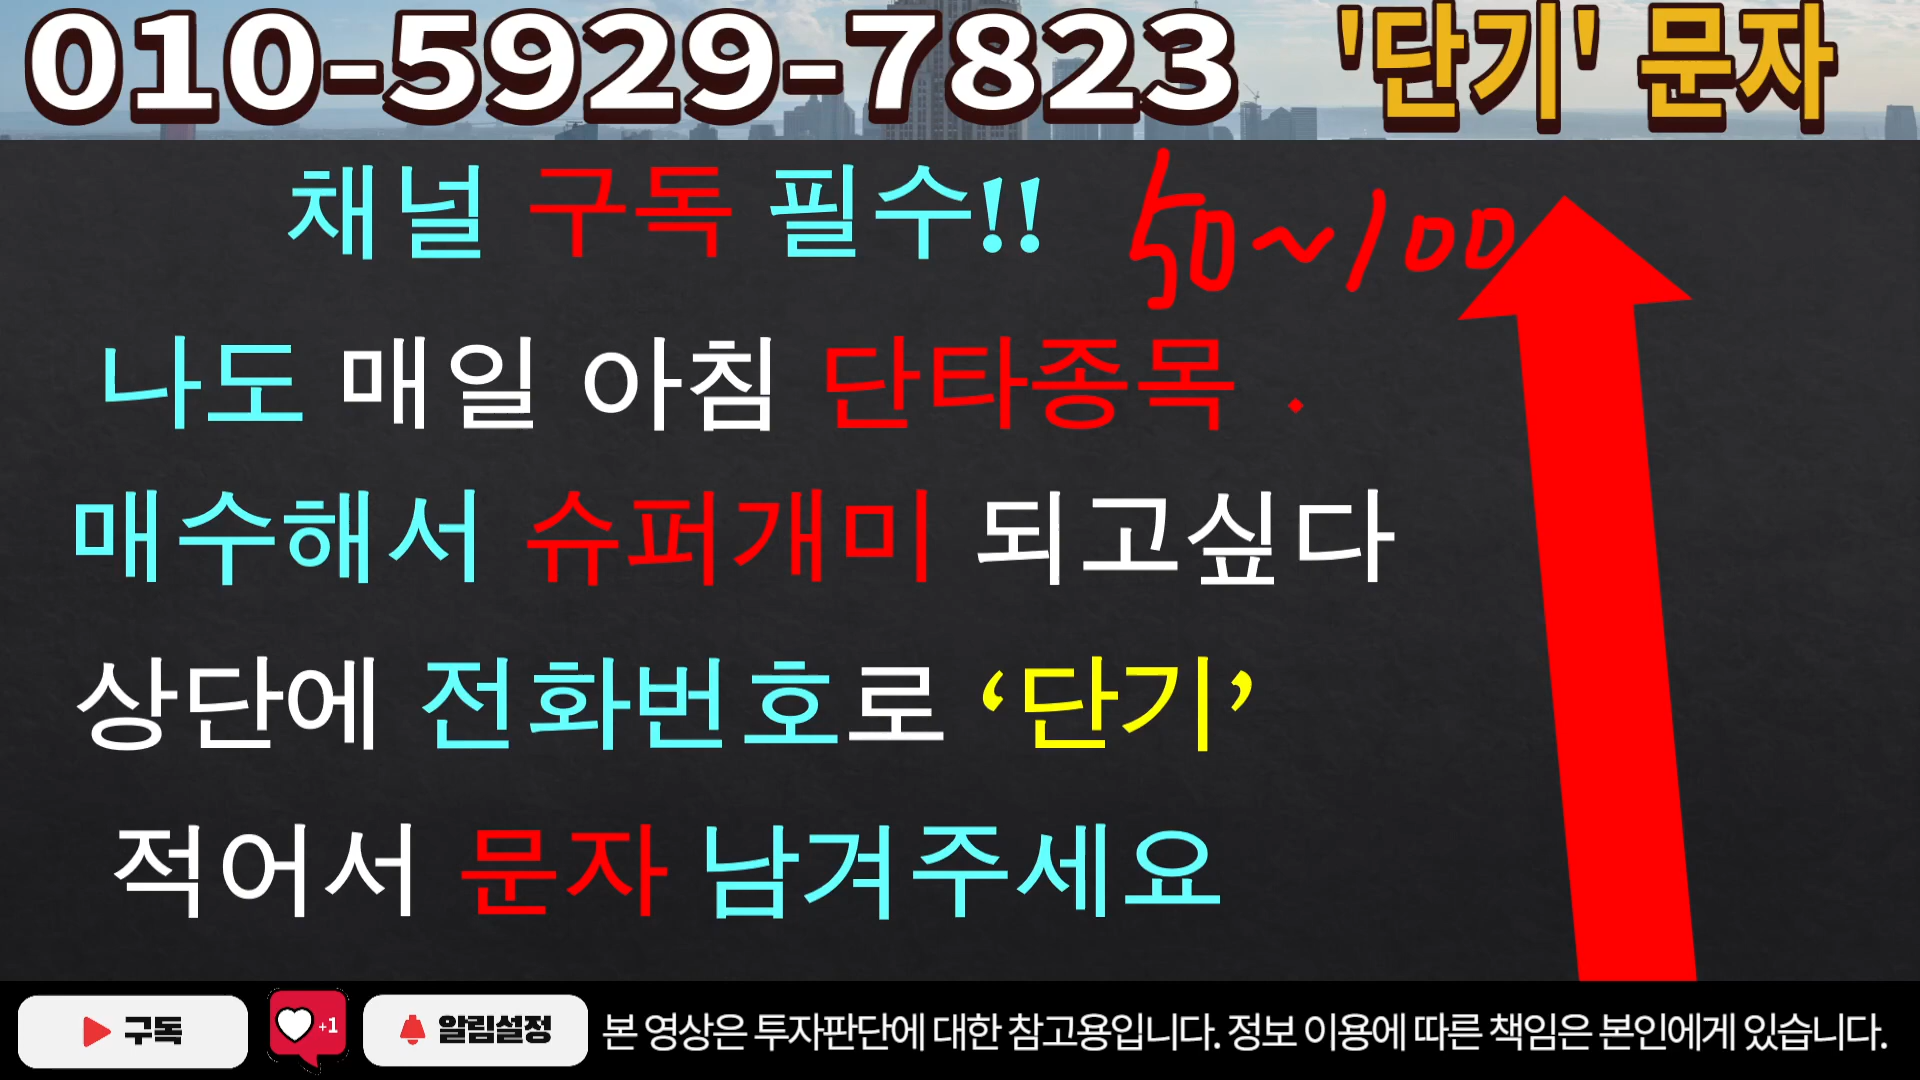 010-5929-7823 '단기' 문자
채널 구독 필수!! 50~100
나도 매일 아침 단타종목 .
매수해서 슈퍼개미 되고싶다
상단에 전화번호로 ‘단기’
적어서 문자 남겨주세요
구독 +1 알림설정 본 영상은 투자판단에 대한 참고용입니다. 정보 이용에 따른 책임은 본인에게 있습니다.